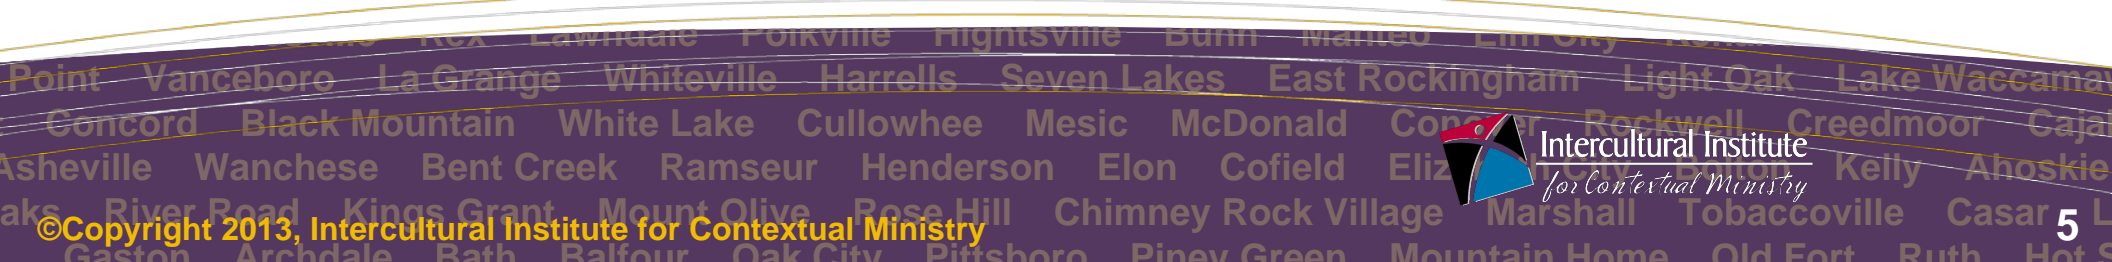 Rex Lawndale Polkville Hightsville Bunn Manteo Elm City
Point Vanceboro La Grange Whiteville Harrells Seven Lakes East Rockingham Light Oak Lake Waccamaw
Concord Black Mountain White Lake Cullowhee Mesic McDonald Conover Rockwell Creedmoor
Intercultural Institute
Asheville Wanchese Bent Creek Ramseur Henderson Elon Cofield City Kelly Ahoskie
for Contextual Ministry
River Road Kings Grant Mount Olive Rose Hill Chimney Rock Village Marshall Tobaccoville Casar
©Copyright 2013, Intercultural Institute for Contextual Ministry
5
Gaston Archdale Bath Balfour Oak City Pittsboro Piney Green Mountain Home Old Fort Ruth Hot